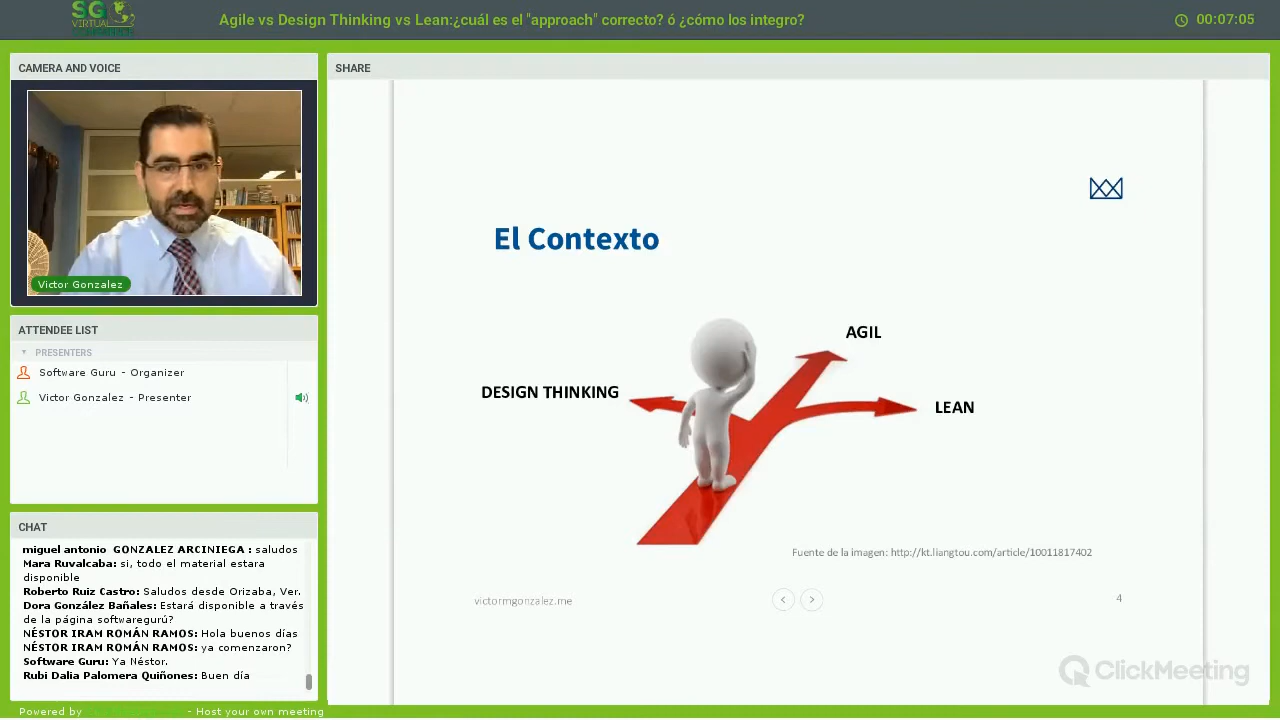 SG
VIRTUAL
Agile vs Design Thinking vs Lean:¿cuál es el "approach" correcto? ó ¿cómo los integro?
00:07:05
CAMERA AND VOICE
Victor Gonzalez
ATTENDEE LIST
PRESENTERS
Software Guru - Organizer
Victor Gonzalez - Presenter
CHAT
miguel antonio GONZALEZ ARCINIEGA : saludos
Mara Ruvalcaba: si, todo el material estara
disponible
Roberto Ruiz Castro: Saludos desde Orizaba, Ver.
Dora González Bañales: Estará disponible a través
de la página softwaregurú?
NÉSTOR IRAM ROMÁN RAMOS: Hola buenos días
NÉSTOR IRAM ROMÁN RAMOS: ya comenzaron?
Software Guru: Ya Néstor.
Rubi Dalia Palomera Quiñones: Buen día
Powered by
- Host your own meeting
SHARE
El Contexto
AGIL
DESIGN THINKING
LEAN
Fuente de la imagen: http://kt.liangtou.com/article/10011817402
victormgonzalez.me
4
ClickMeeting